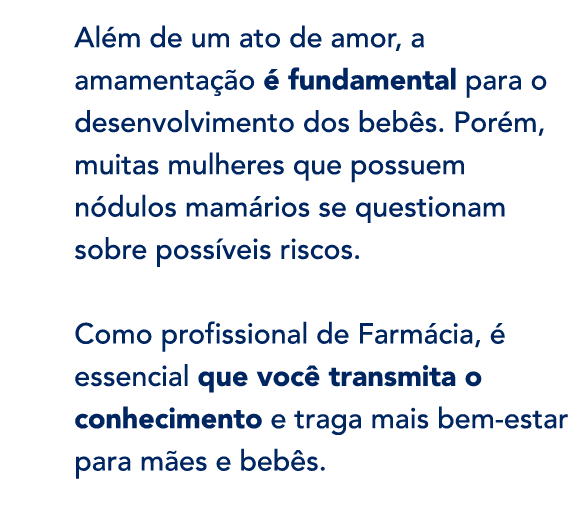 Além de um ato de amor, a
amamentação é fundamental para o
desenvolvimento dos bebês. Porém,
muitas mulheres que possuem
nódulos mamários se questionam
sobre possíveis riscos.
Como profissional de Farmácia, é
essencial que você transmita o
conhecimento e traga mais bem-estar
para mães e bebês.